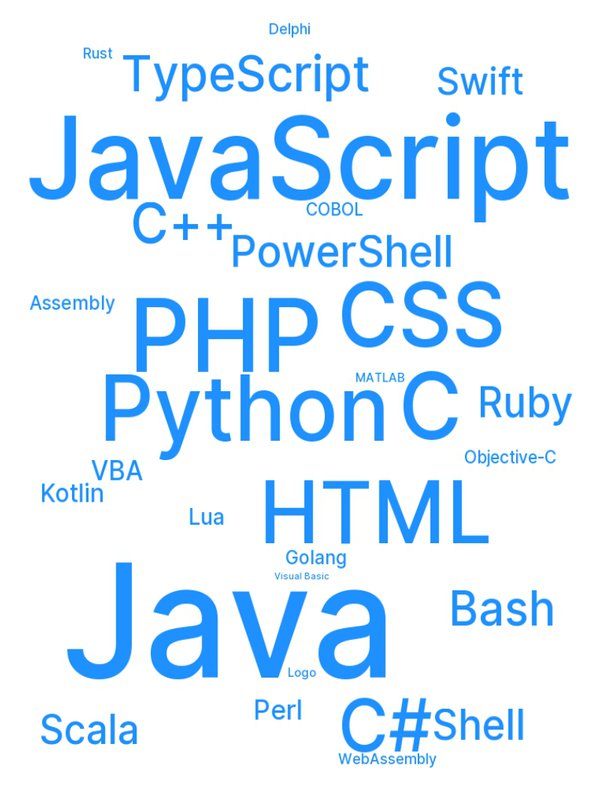 Delphi
Rust
TypeScript
Swift
JavaScript
COBOL
C++
PowerShell
Assembly
PHP
CSS
MATLAB
Python
C
Ruby
Objective-C
VBA
Kotlin
Lua
HTML
Golang
Visual Basic
Java
Bash
Logo
Perl
C#
Shell
Scala
WebAssembly